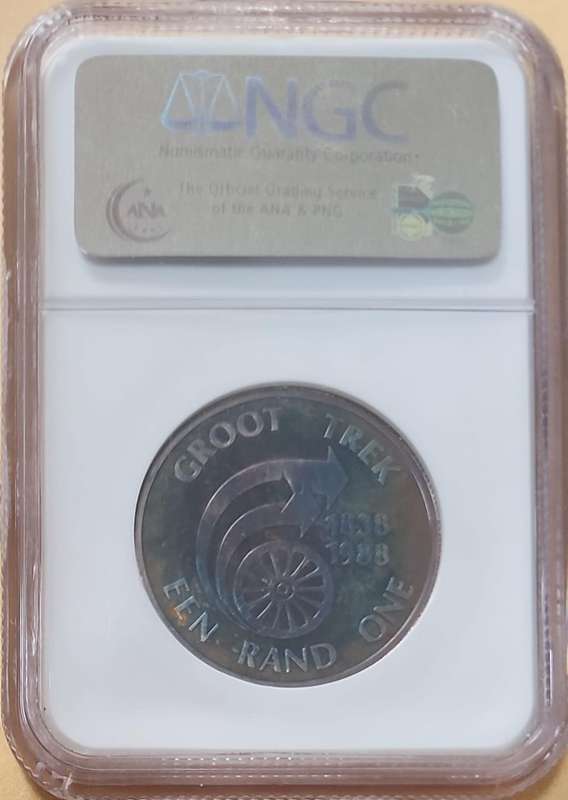 NGC
Numismatic Guaranty Corporation
ANA
The Official Grading Service
of the ANA & PNG
GROOT TREK
1838
1988
EEN RAND ONE